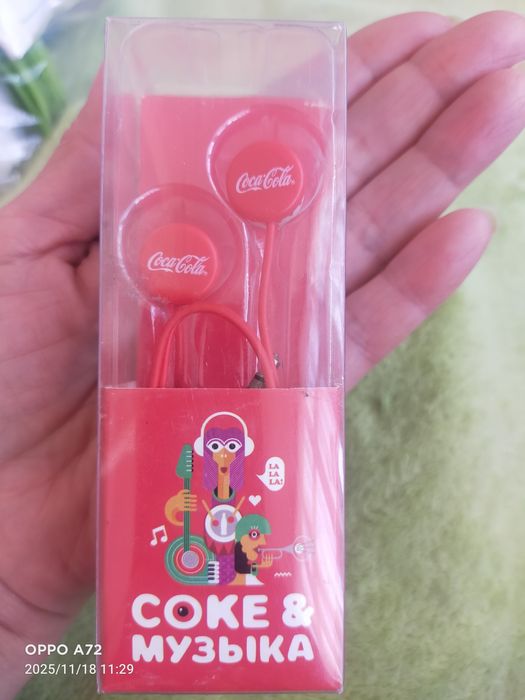 Coca-Cola
Coca-Cola
LA
LA
LA!
COKE &
МУЗЫКА
OPPO A72
2025/11/18 11:29